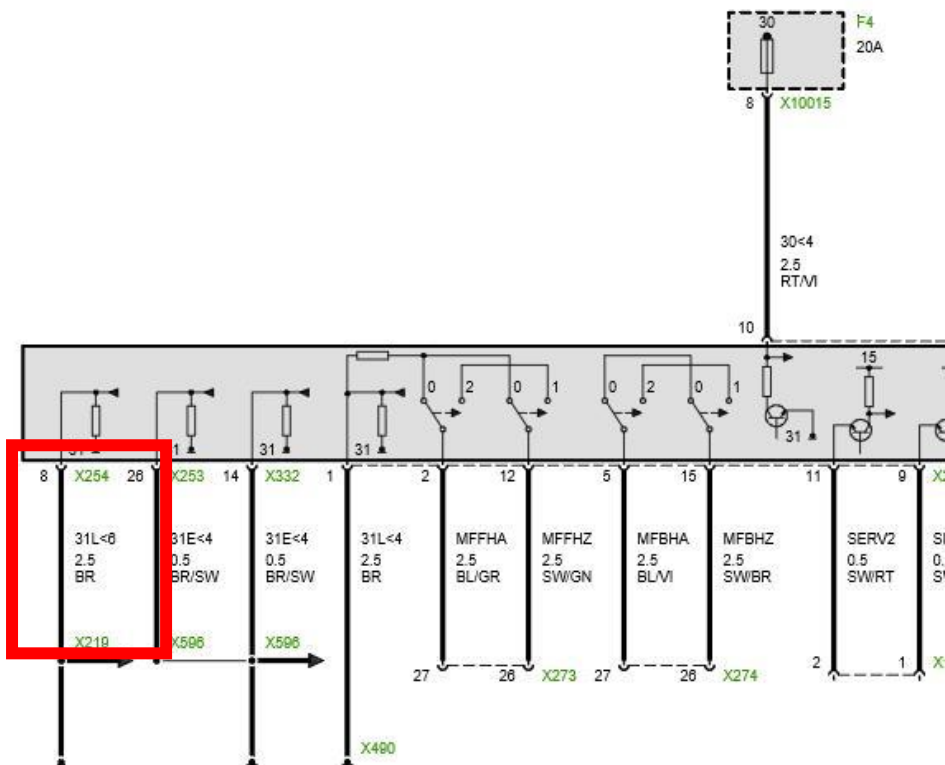 30 F4
20A
8 X10015
30<4
2.5
RT/VI
10
0 2 0 1 0 2 0 1 15
31 31 31 31
8 X254 26 X253 14 X332 1 2 12 5 15 11 9
31L<6 31E<4 31E<4 31L<4 MFFHA MFFHZ MFBHA MFBHZ SERV2
2.5 0.5 0.5 2.5 2.5 2.5 2.5 2.5 0.5
BR BR/SW BR/SW BR BL/GR SW/GN BL/VI SW/BR SW/RT
X219 X596 X596
27 26 X273 27 26 X274 2 1
X490